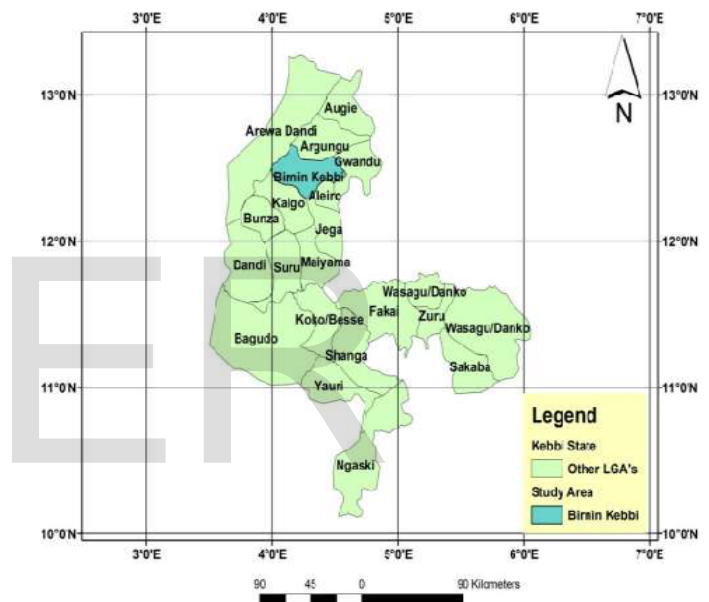 3°0'E 4°0'E 5°0'E 6°0'E 7°0'E
13°0'N 13°0'N
Augie
Arewa Dandi
Argungu
Gwandu
Birnin Kebbi
Aleiro
Kalgo
Bunza
Jega
12°0'N 12°0'N
Dandi Suru Maiyama
Wasagu/Danko
Fakai
Koko/Besse
Zuru
Wasagu/Danko
Bagudo
Shanga
Sakaba
11°0'N 11°0'N
Yauri
Ngaski
10°0'N 10°0'N
3°0'E 4°0'E 5°0'E 6°0'E 7°0'E
N
Legend
Kebbi State
Other LGA's
Study Area
Birnin Kebbi
90 45 0 90 Kilometers
ER